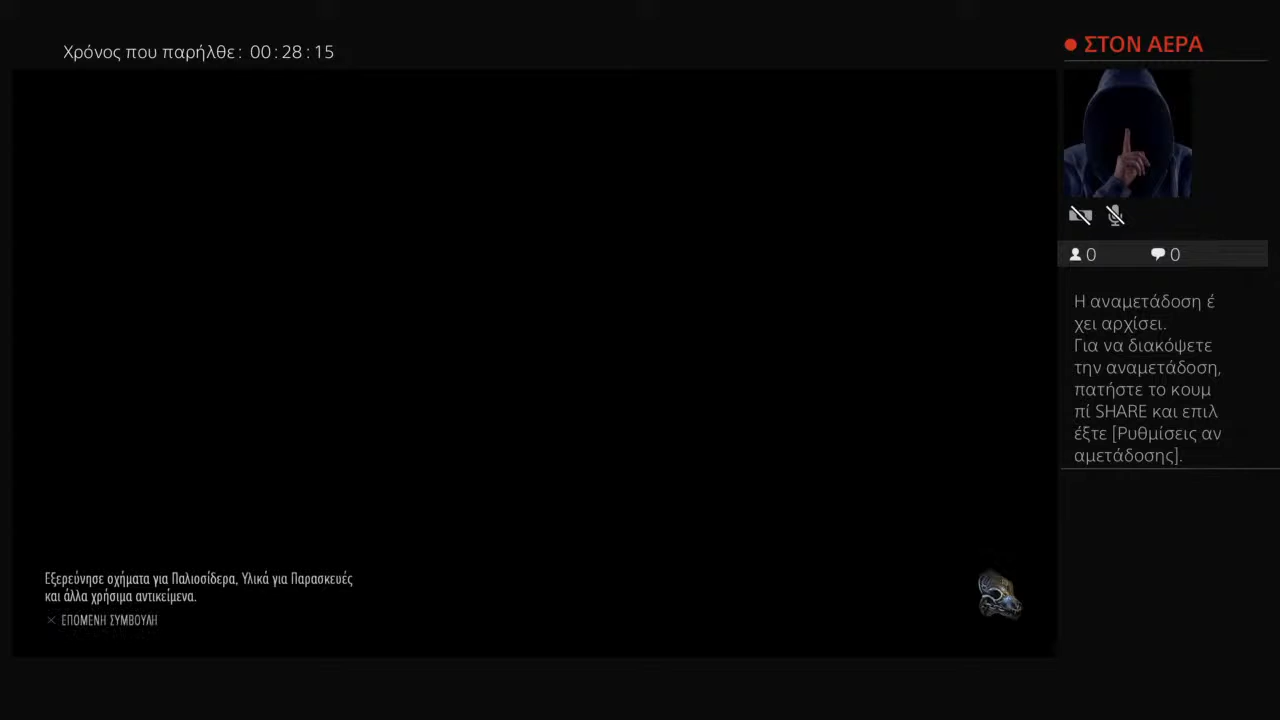 Χρόνος που παρήλθε: 00:28:15
ΣΤΟΝ ΑΕΡΑ
0
0
Η αναμετάδοση έ
χει αρχίσει.
Για να διακόψετε
την αναμετάδοση,
πατήστε το κουμ
πί SHARE και επιλ
έξτε [Ρυθμίσεις αν
αμετάδοσης].
Εξερεύνησε οχήματα για Παλιοσίδερα, Υλικά για Παρασκευές
και άλλα χρήσιμα αντικείμενα.
ΕΠΟΜΕΝΗ ΣΥΜΒΟΥΛΗ